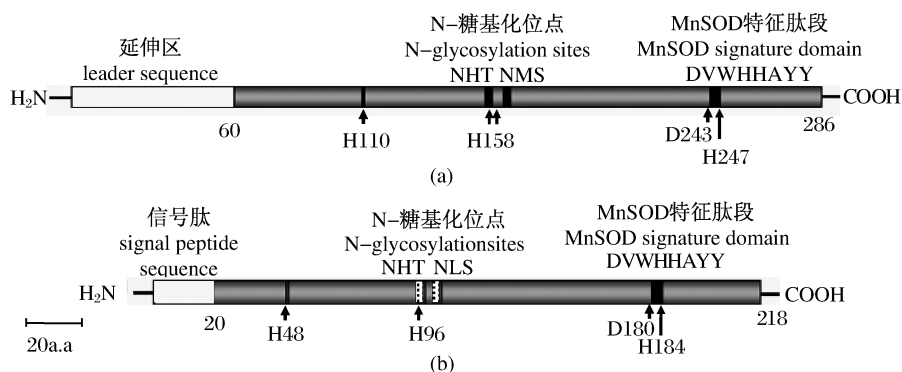 延伸区
leader sequence
N-糖基化位点
N-glycosylation sites
NHT NMS
MnSOD特征肽段
MnSOD signature domain
DVWHHAYY
H₂N
COOH
60
H110
H158
D243
H247
286
(a)
信号肽
signal peptide
sequence
N-糖基化位点
N-glycosylationsites
NHT NLS
MnSOD特征肽段
MnSOD signature domain
DVWHHAYY
H₂N
COOH
20
H48
H96
D180
H184
218
20a.a
(b)